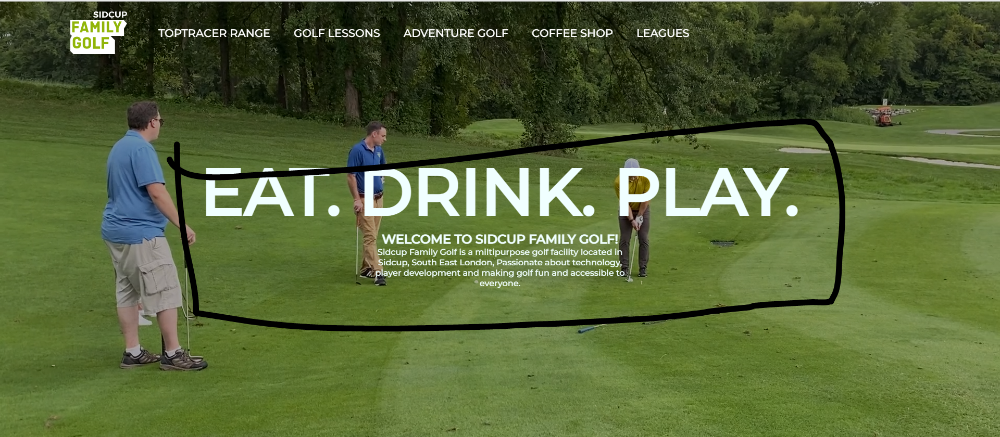 SIDCUP
FAMILY
GOLF
TOPTRACER RANGE GOLF LESSONS ADVENTURE GOLF COFFEE SHOP LEAGUES
EAT. DRINK. PLAY.
WELCOME TO SIDCUP FAMILY GOLF!
Sidcup Family Golf is a miltipurpose golf facility located in
Sidcup, South East London, Passionate about technology,
player development and making golf fun and accessible to
everyone.